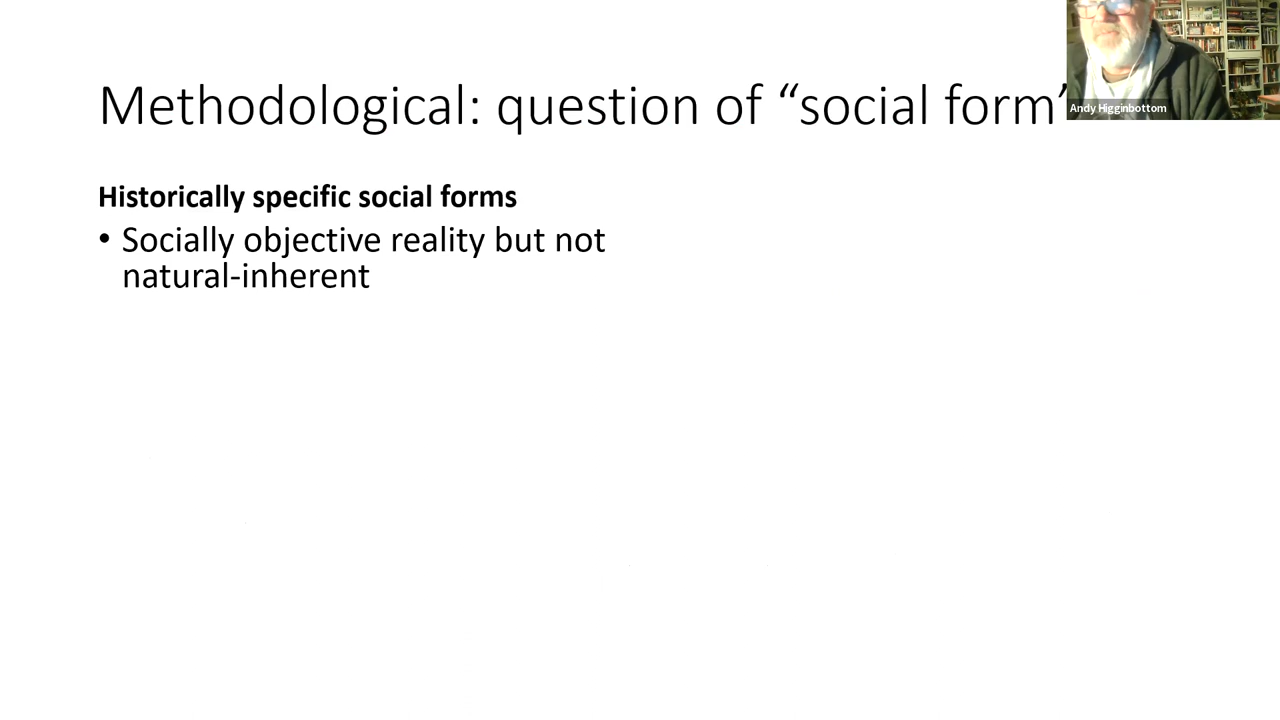 Methodological: question of “social form”
Andy Higginbottom
Historically specific social forms
• Socially objective reality but not
natural-inherent